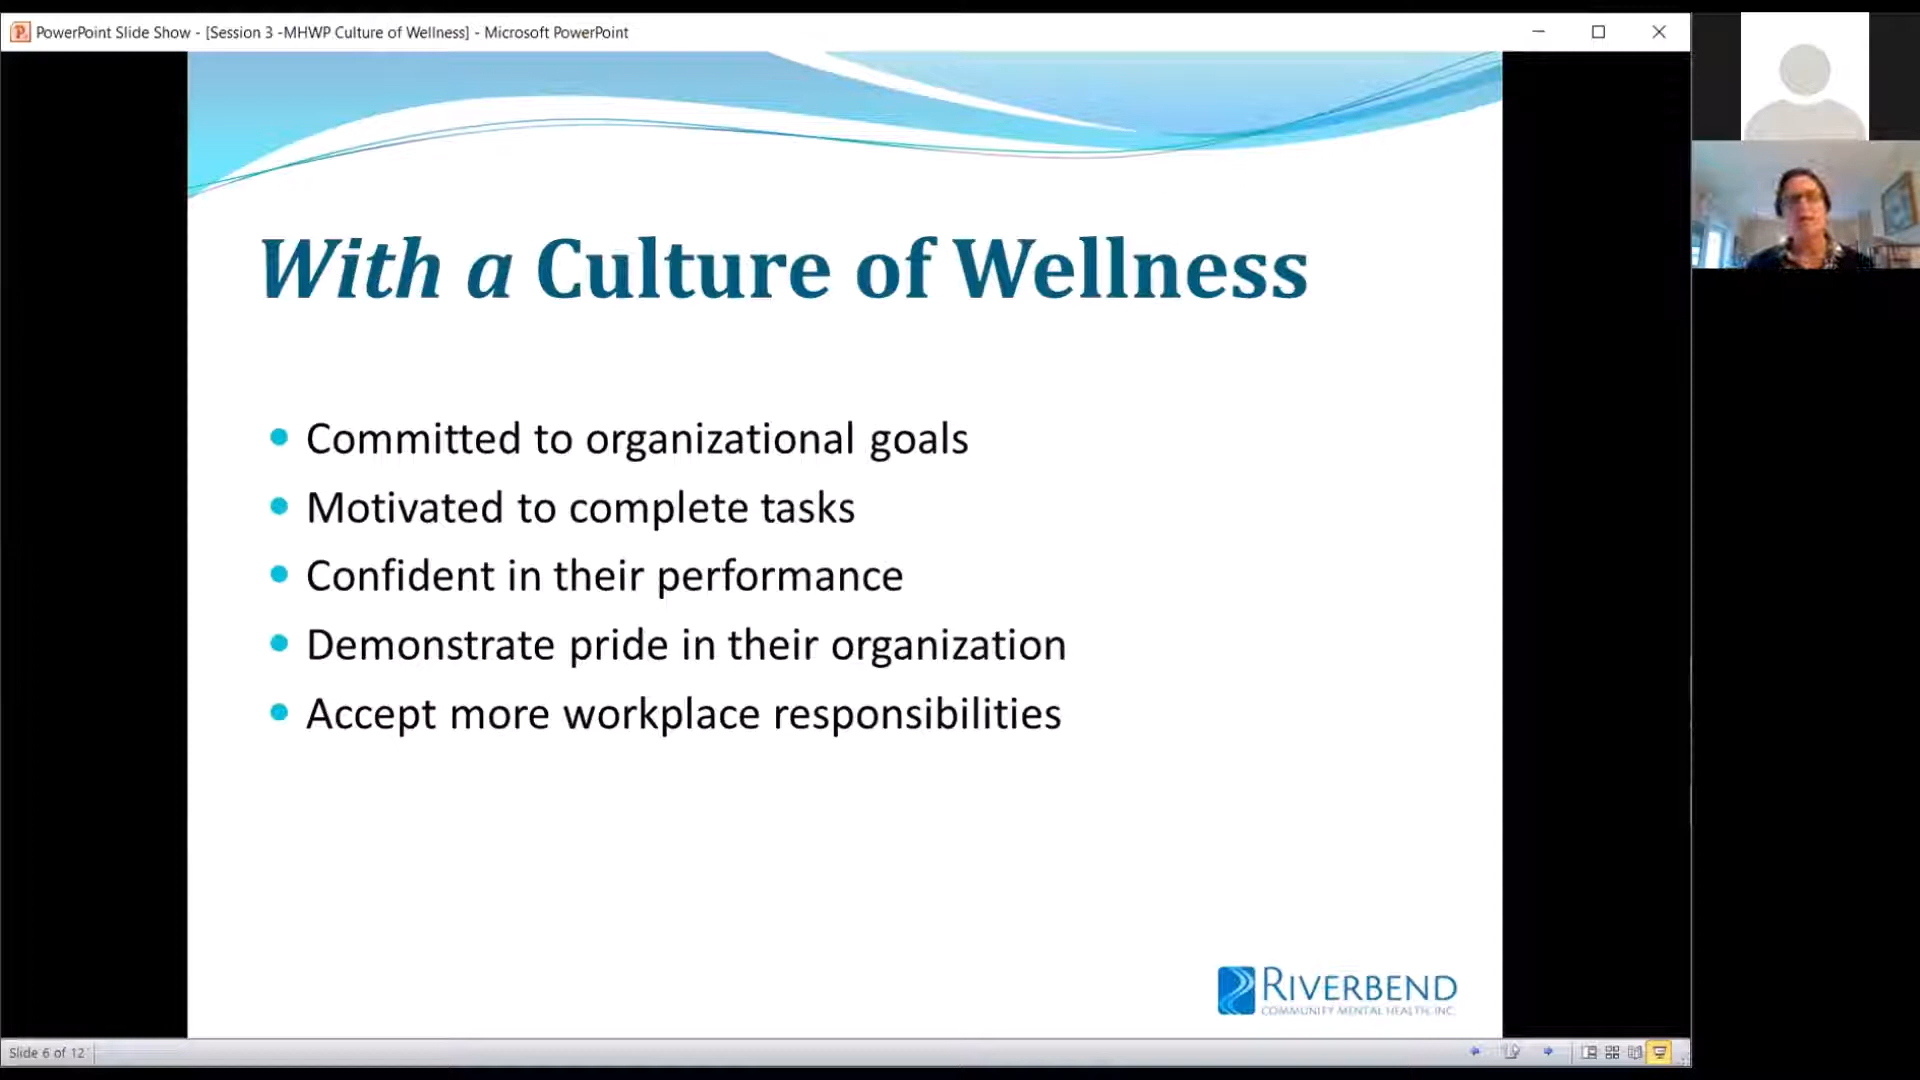 PowerPoint Slide Show - [Session 3 -MHWP Culture of Wellness] - Microsoft PowerPoint
With a Culture of Wellness
Committed to organizational goals
Motivated to complete tasks
Confident in their performance
Demonstrate pride in their organization
Accept more workplace responsibilities
RIVERBEND
COMMUNITY MENTAL HEALTH, INC.
Slide 6 of 12